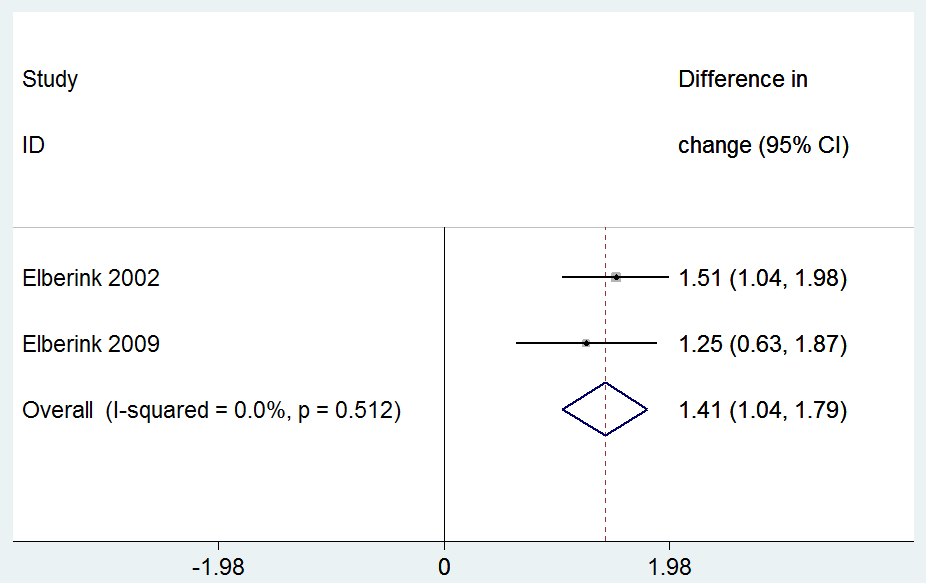 Study Difference in
ID change (95% CI)
Elberink 2002 1.51 (1.04, 1.98)
Elberink 2009 1.25 (0.63, 1.87)
Overall (I-squared = 0.0%, p = 0.512) 1.41 (1.04, 1.79)
-1.98 0 1.98